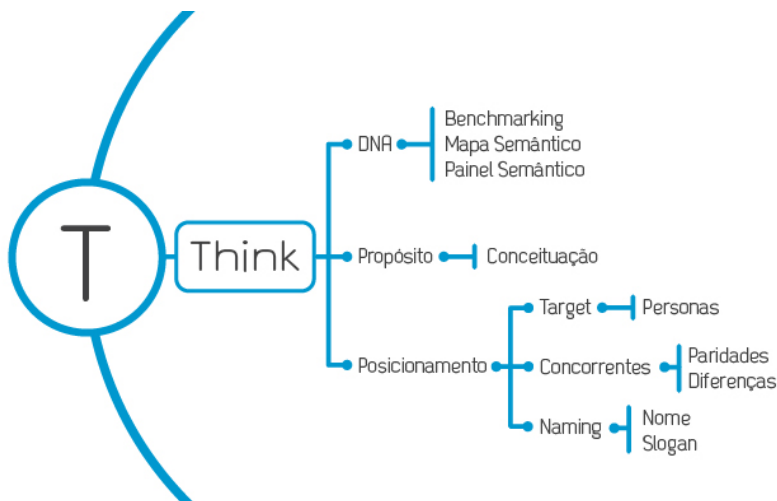 T
Think
DNA
Benchmarking
Mapa Semântico
Painel Semântico
Propósito
Conceituação
Posicionamento
Target
Personas
Concorrentes
Paridades
Diferenças
Naming
Nome
Slogan